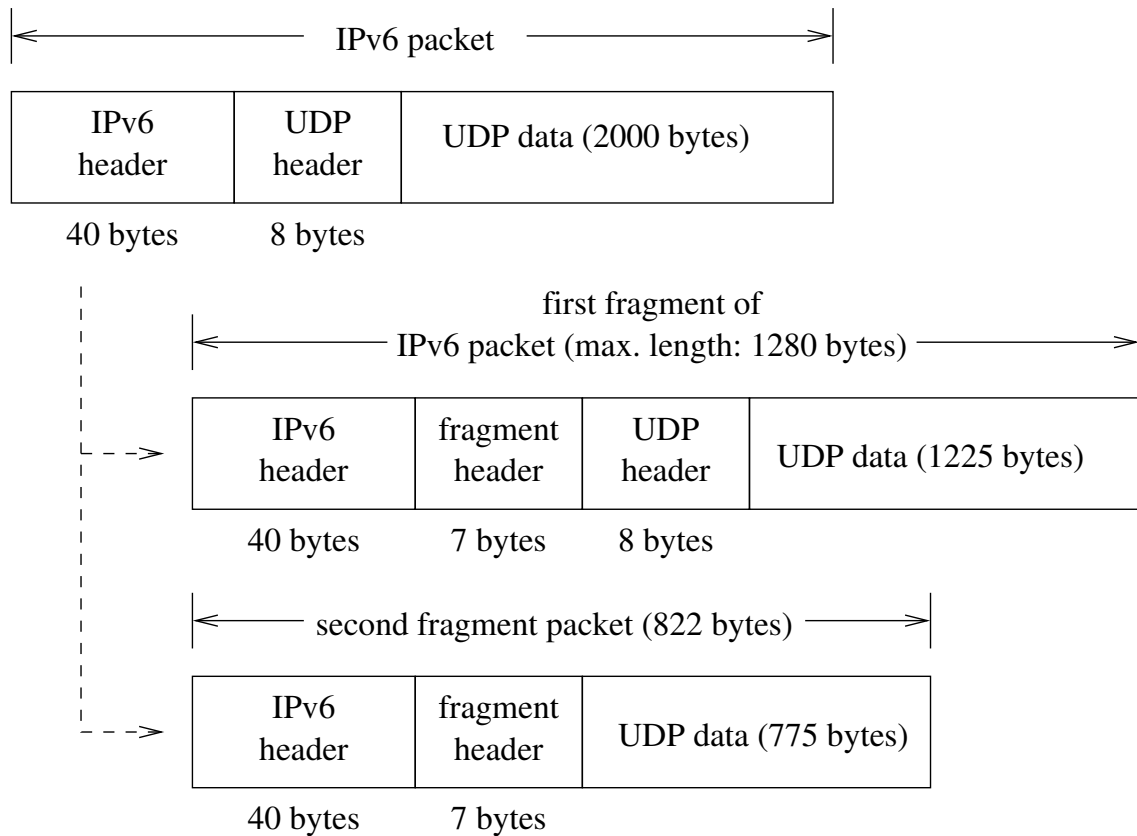 IPv6 packet
IPv6
header
UDP
header
UDP data (2000 bytes)
40 bytes
8 bytes
first fragment of
IPv6 packet (max. length: 1280 bytes)
IPv6
header
fragment
header
UDP
header
UDP data (1225 bytes)
40 bytes
7 bytes
8 bytes
second fragment packet (822 bytes)
IPv6
header
fragment
header
UDP data (775 bytes)
40 bytes
7 bytes